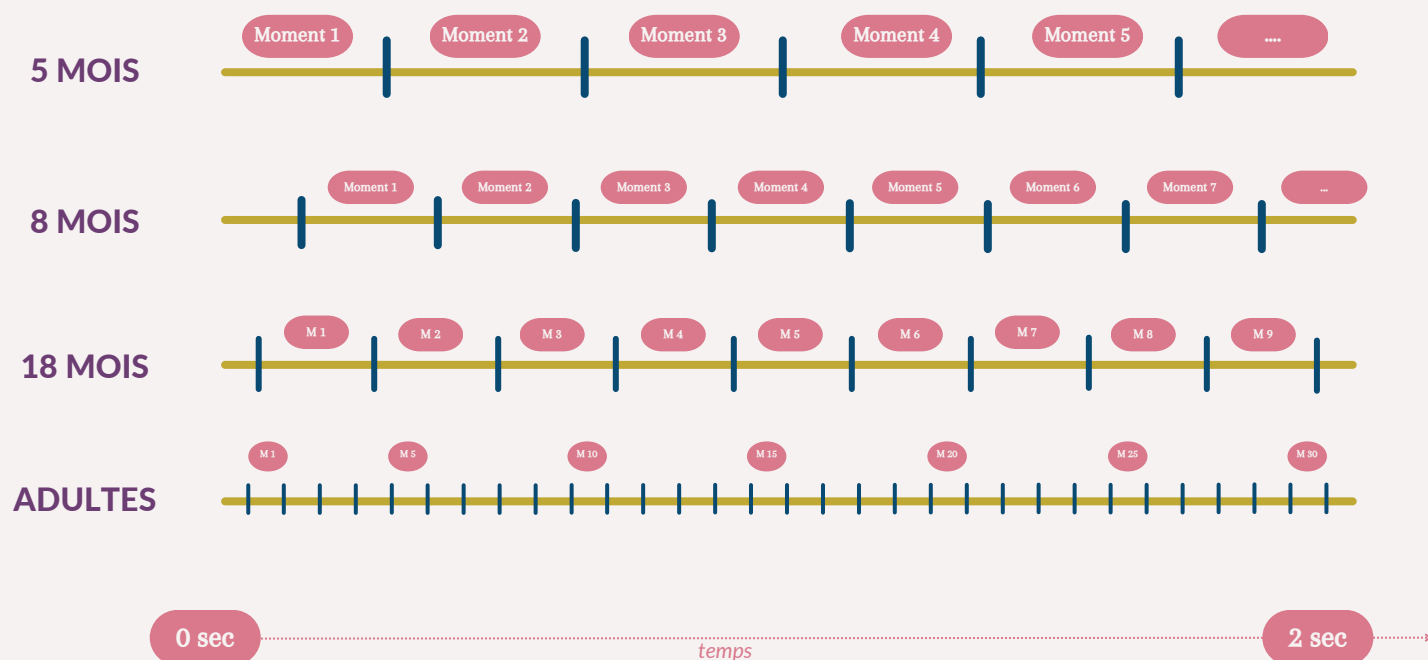 Moment 1 Moment 2 Moment 3 Moment 4 Moment 5 ....
5 MOIS
Moment 1 Moment 2 Moment 3 Moment 4 Moment 5 Moment 6 Moment 7 ...
8 MOIS
M 1 M 2 M 3 M 4 M 5 M 6 M 7 M 8 M 9
18 MOIS
M 1 M 5 M 10 M 15 M 20 M 25 M 30
ADULTES
0 sec 2 sec
temps